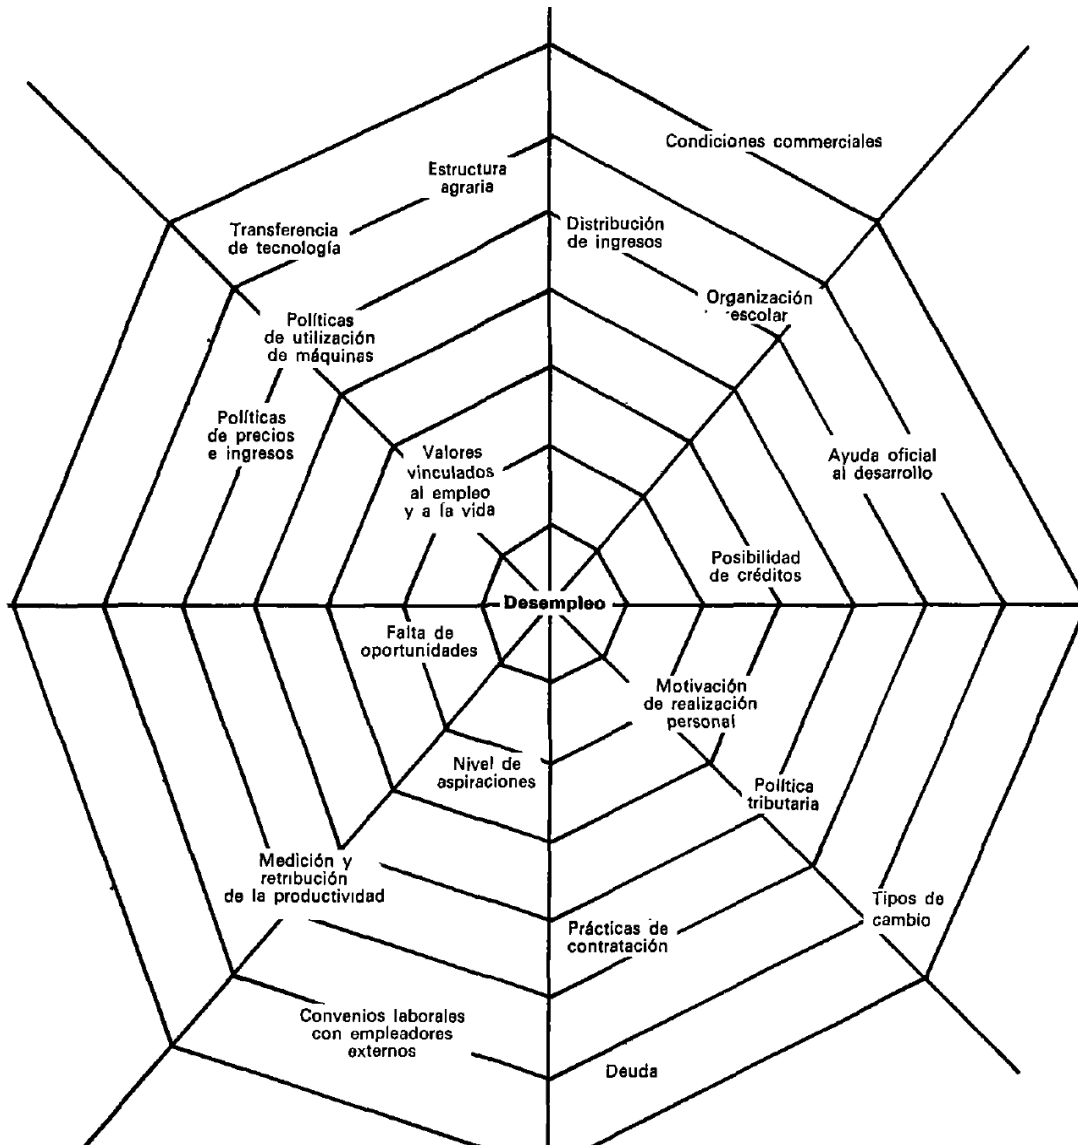 Condiciones commerciales
Estructura
agraria
Transferencia
de tecnología
Distribución
de ingresos
Organización
rescolar
Políticas
de utilización
de máquinas
Políticas
de precios
e ingresos
Valores
vinculados
al empleo
y a la vida
Ayuda oficial
al desarrollo
Posibilidad
de créditos
Desempleo
Falta de
oportunidades
Motivación
de realización
personal
Nivel de
aspiraciones
Política
tributaria
Medición y
retribución
de la productividad
Tipos de
cambio
Prácticas de
contratación
Convenios laborales
con empleadores
externos
Deuda